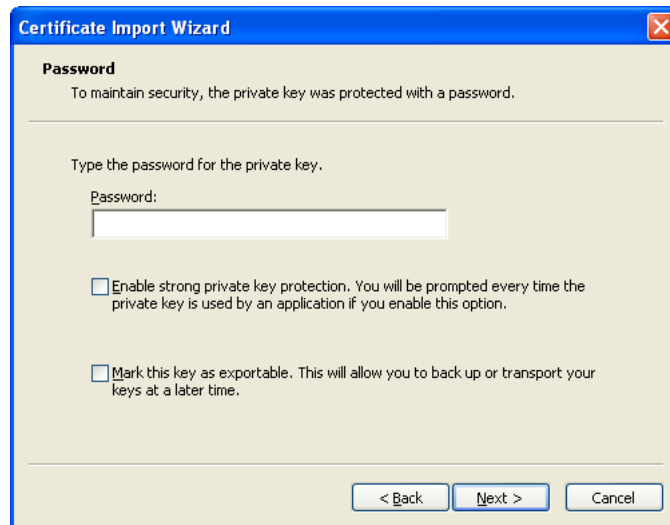 Certificate Import Wizard
Password
To maintain security, the private key was protected with a password.
Type the password for the private key.
Password:
Enable strong private key protection. You will be prompted every time the
private key is used by an application if you enable this option.
Mark this key as exportable. This will allow you to back up or transport your
keys at a later time.
< Back Next > Cancel